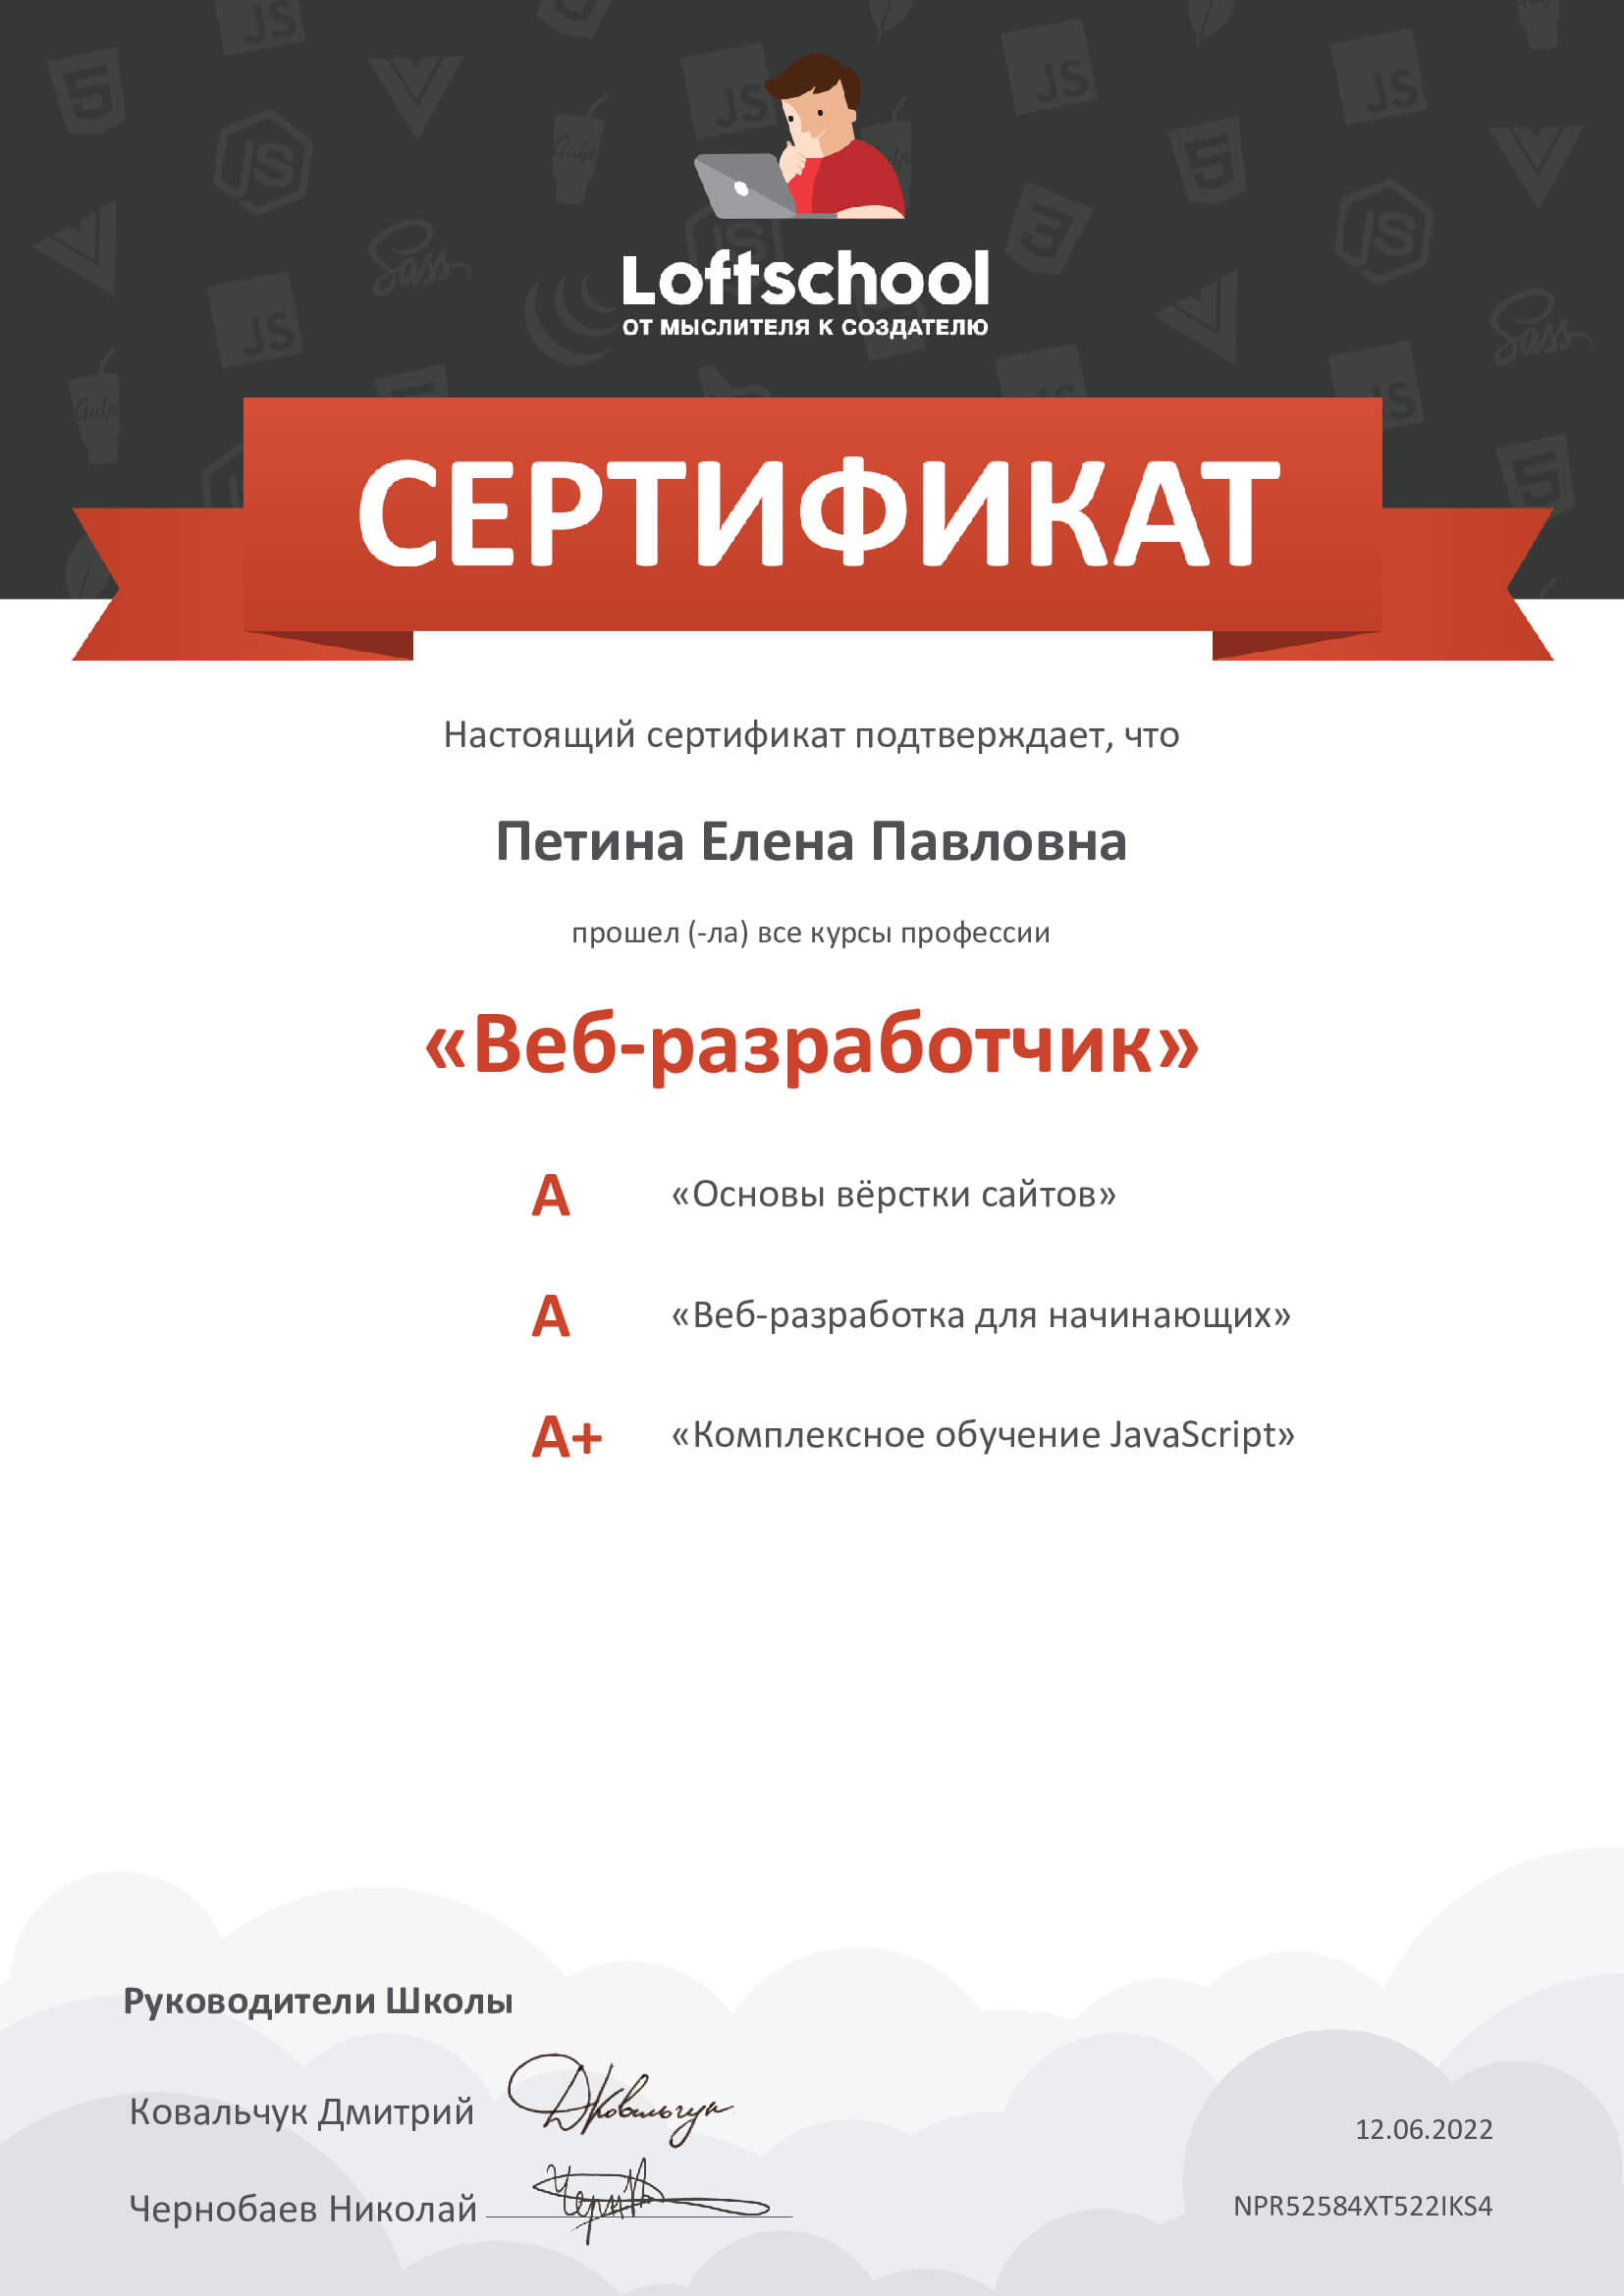 Loftschool
ОТ МЫСЛИТЕЛЯ К СОЗДАТЕЛЮ
СЕРТИФИКАТ
Настоящий сертификат подтверждает, что
Петина Елена Павловна
прошел (-ла) все курсы профессии
«Веб-разработчик»
A «Основы вёрстки сайтов»
A «Веб-разработка для начинающих»
A+ «Комплексное обучение JavaScript»
Руководители Школы
Ковальчук Дмитрий
12.06.2022
Чернобаев Николай
NPR52584XT522IKS4